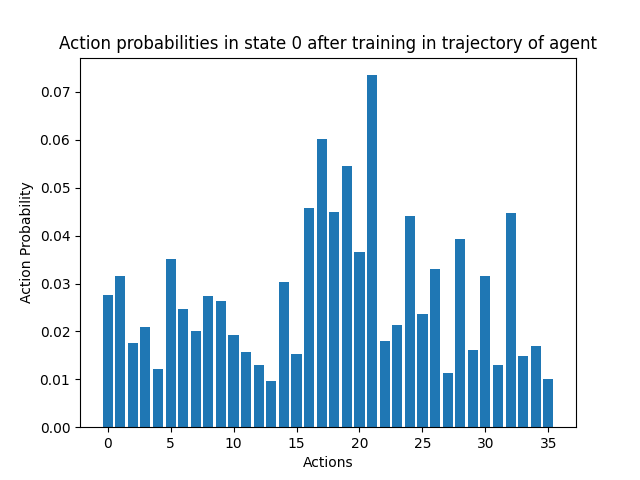 Action probabilities in state 0 after training in trajectory of agent
0.07
0.06
0.05
0.04
0.03
0.02
0.01
0.00
Action Probability
0 5 10 15 20 25 30 35
Actions